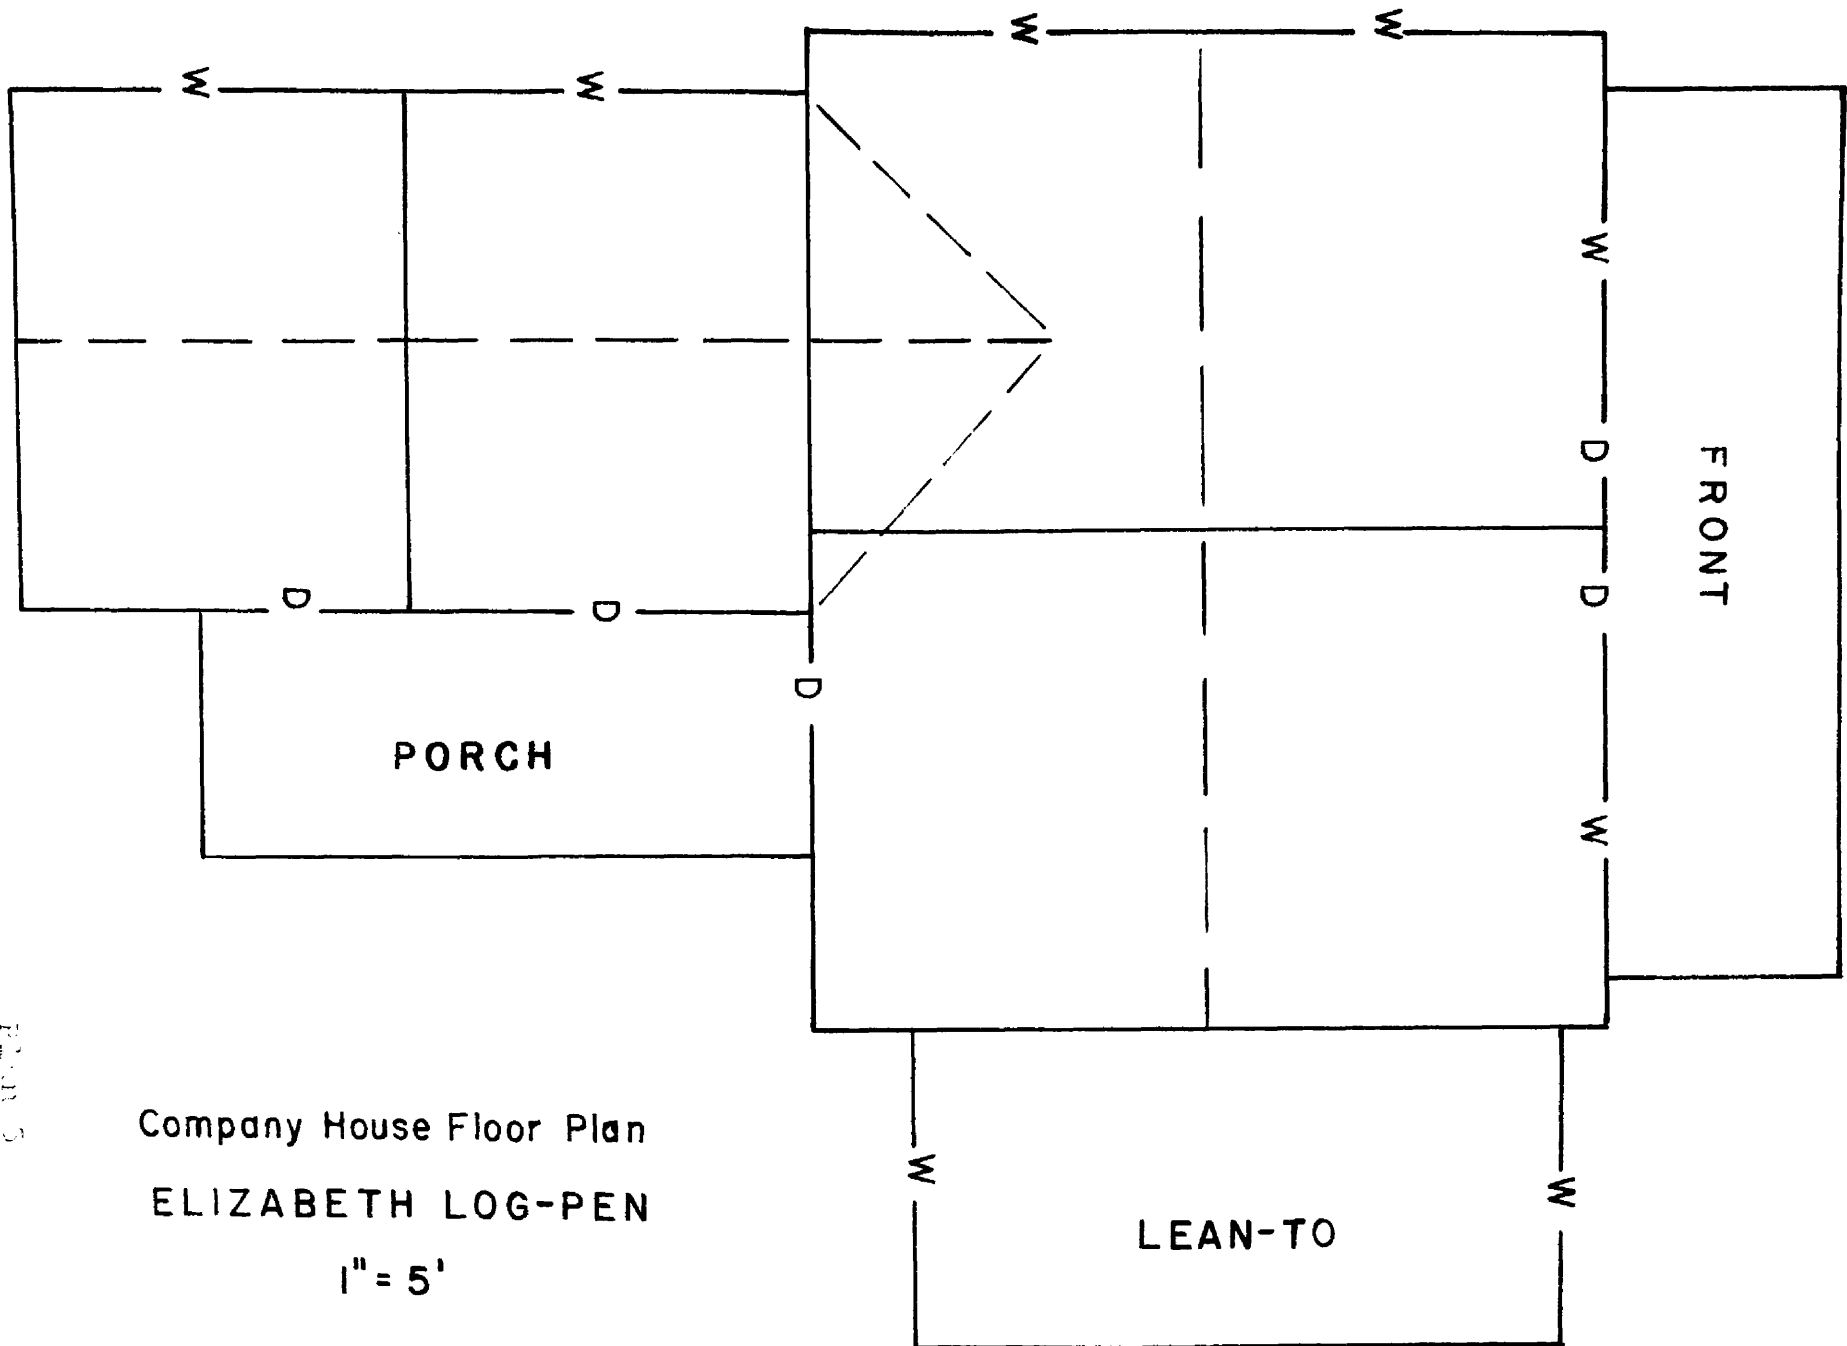 W W
W W
W
D
FRONT
D D
D
PORCH
W
W W
LEAN-TO
Company House Floor Plan
ELIZABETH LOG-PEN
1" = 5'